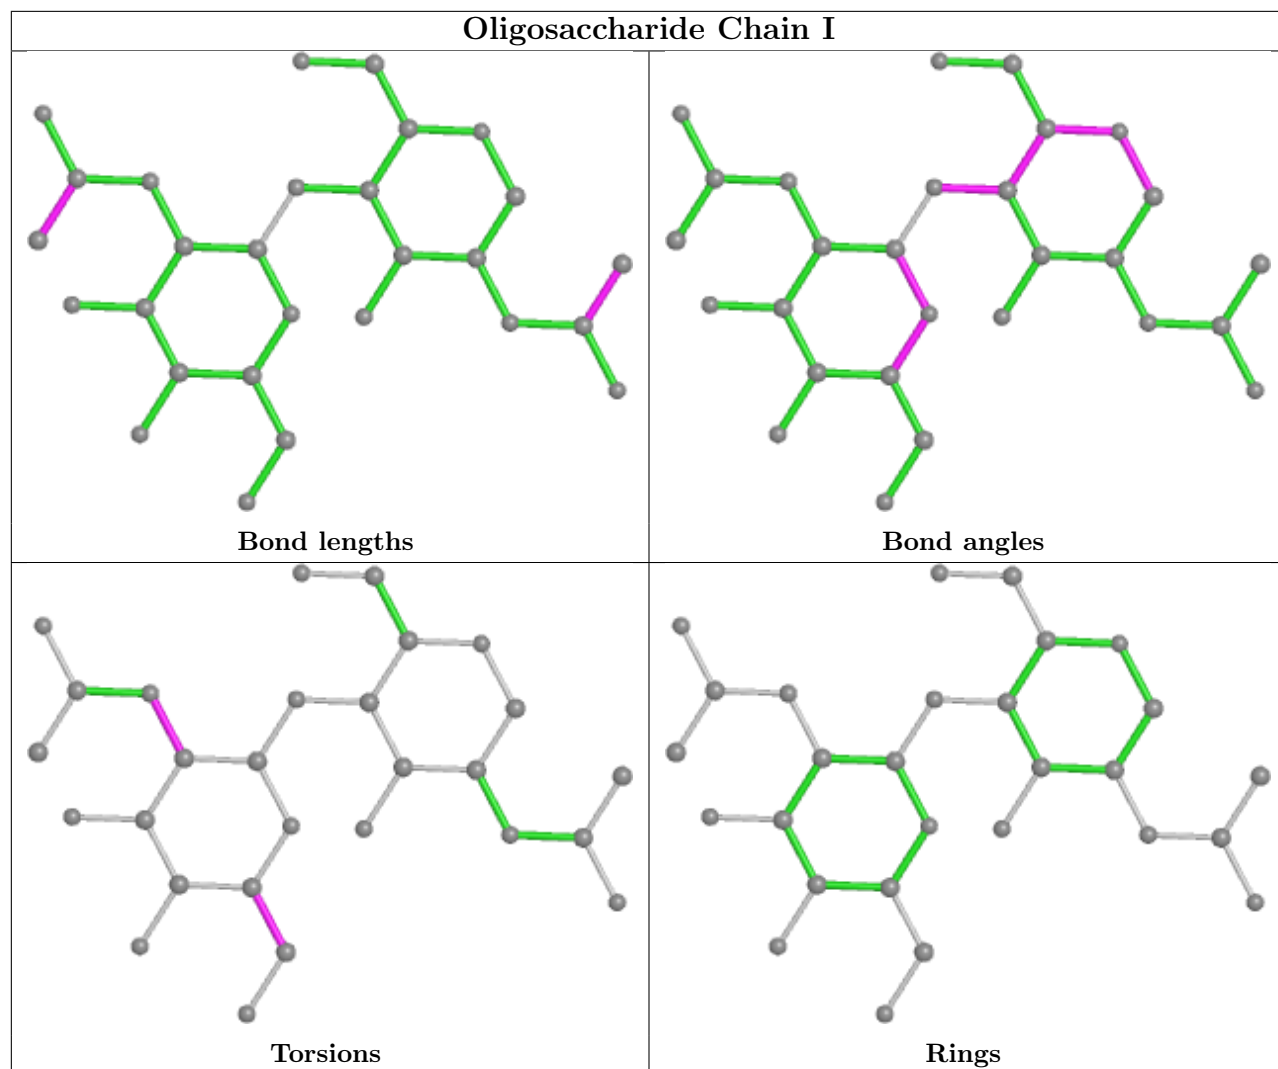 Oligosaccharide Chain I
Bond lengths
Bond angles
Torsions
Rings